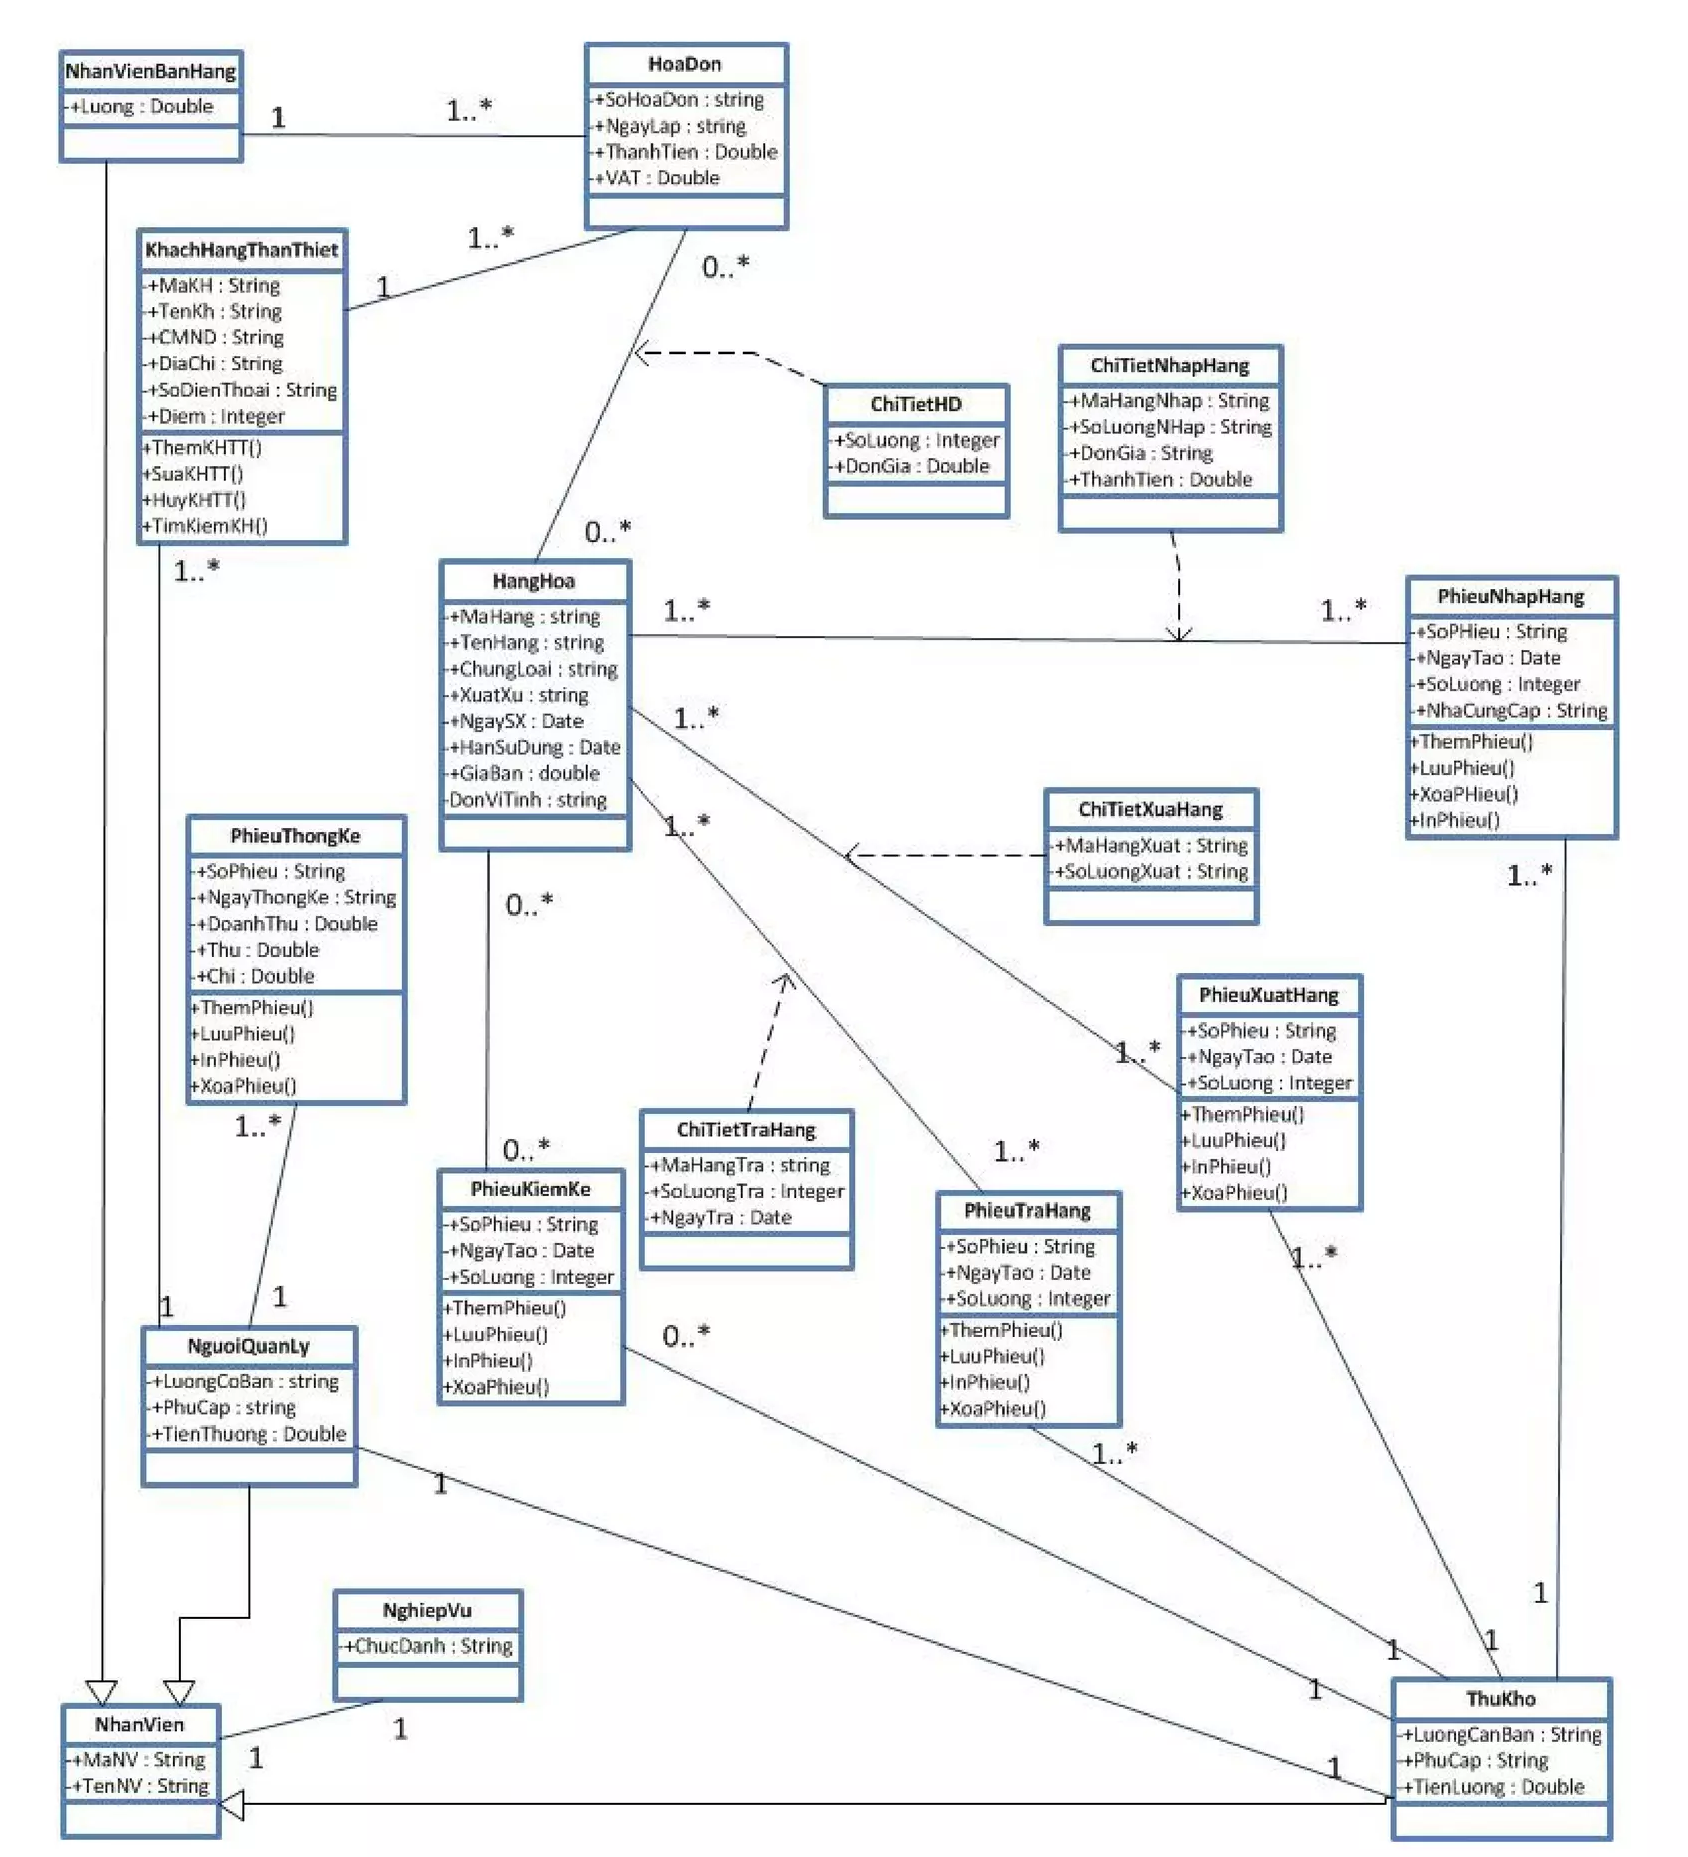 NhanVienBanHang
-+Luong : Double
1
1..*
HoaDon
-+SoHoaDon : string
-+NgayLap : string
-+ThanhTien : Double
-+VAT : Double
1..*
1
0..*
KhachHangThanThiet
-+MaKH : String
-+TenKh : String
-+CMND : String
-+DiaChi : String
-+SoDienThoai : String
-+Diem : Integer
+ThemKHTT()
+SuaKHTT()
+HuyKHTT()
+TimKiemKH()
1..*
ChiTietHD
-+SoLuong : Integer
-+DonGia : Double
ChiTietNhapHang
-+MaHangNhap : String
-+SoLuongNHap : String
-+DonGia : String
-+ThanhTien : Double
0..*
HangHoa
-+MaHang : string
-+TenHang : string
-+ChungLoai : string
-+XuatXu : string
-+NgaySX : Date
-+HanSuDung : Date
-+GiaBan : double
-DonViTinh : string
1..*
1..*
PhieuNhapHang
-+SoPHieu : String
-+NgayTao : Date
-+SoLuong : Integer
-+NhaCungCap : String
+ThemPhieu()
+LuuPhieu()
+XoaPHieu()
+InPhieu()
1..*
1..*
1..*
0..*
ChiTietXuaHang
-+MaHangXuat : String
-+SoLuongXuat : String
PhieuThongKe
-+SoPhieu : String
-+NgayThongKe : String
-+DoanhThu : Double
-+Thu : Double
-+Chi : Double
+ThemPhieu()
+LuuPhieu()
+InPhieu()
+XoaPhieu()
1..*
PhieuXuatHang
-+SoPhieu : String
-+NgayTao : Date
-+SoLuong : Integer
+ThemPhieu()
+LuuPhieu()
+InPhieu()
+XoaPhieu()
1..*
1..*
ChiTietTraHang
-+MaHangTra : string
-+SoLuongTra : Integer
-+NgayTra : Date
0..*
PhieuKiemKe
-+SoPhieu : String
-+NgayTao : Date
-+SoLuong : Integer
+ThemPhieu()
+LuuPhieu()
+InPhieu()
+XoaPhieu()
0..*
1..*
PhieuTraHang
-+SoPhieu : String
-+NgayTao : Date
-+SoLuong : Integer
+ThemPhieu()
+LuuPhieu()
+InPhieu()
+XoaPhieu()
1..*
1
1
NguoiQuanLy
-+LuongCoBan : string
-+PhuCap : string
-+TienThuong : Double
1
NghiepVu
-+ChucDanh : String
1
1
NhanVien
-+MaNV : String
-+TenNV : String
1
1
1
1
1
ThuKho
-+LuongCanBan : String
-+PhuCap : String
-+TienLuong : Double